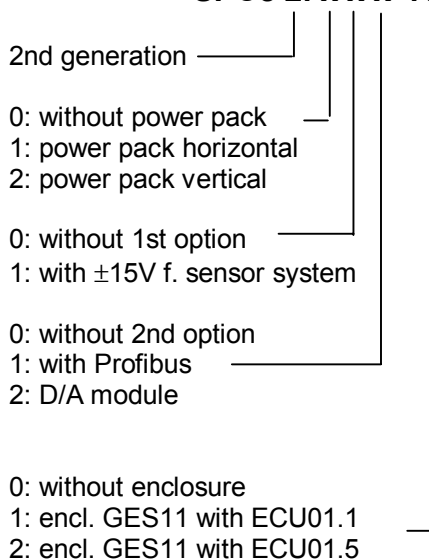 2nd generation
0: without power pack
1: power pack horizontal
2: power pack vertical
0: without 1st option
1: with ±15V f. sensor system
0: without 2nd option
1: with Profibus
2: D/A module
0: without enclosure
1: encl. GES11 with ECU01.1
2: encl. GES11 with ECU01.5